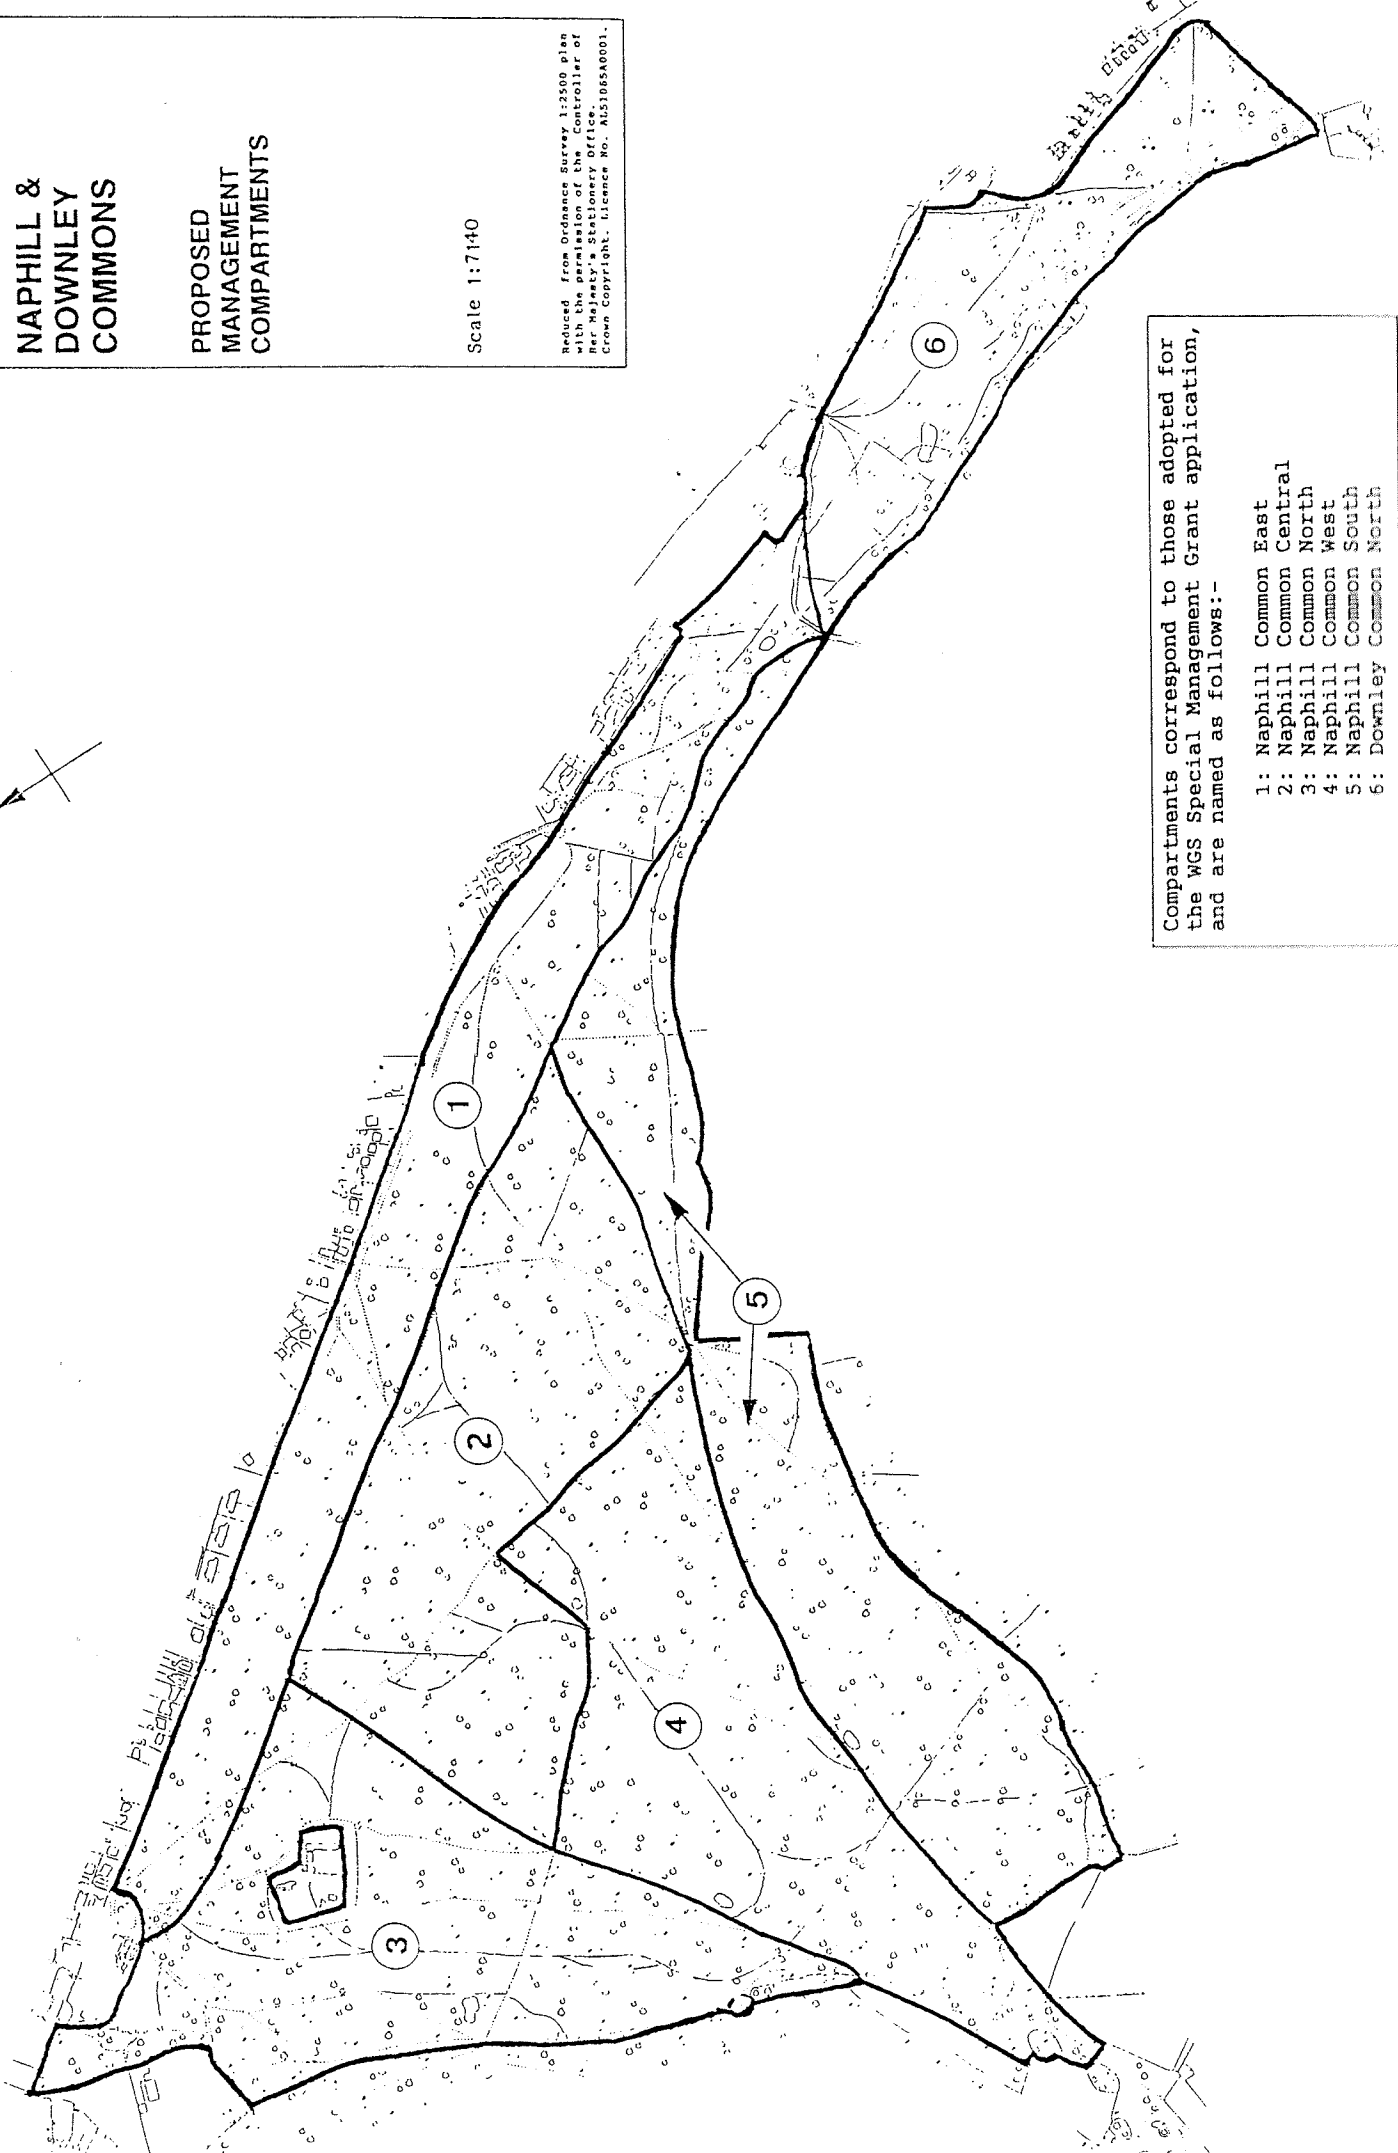 NAPHILL &
DOWNLEY
COMMONS
PROPOSED
MANAGEMENT
COMPARTMENTS
Scale 1:7140
Reduced from Ordnance Survey 1:2500 plan
with the permission of the Controller of
Her Majesty's Stationery Office.
Crown Copyright. Licence No. AL51065A0001.
1
2
3
4
5
6
Compartments correspond to those adopted for
the WGS Special Management Grant application,
and are named as follows:-
1: Naphill Common East
2: Naphill Common Central
3: Naphill Common North
4: Naphill Common West
5: Naphill Common South
6: Downley Common North